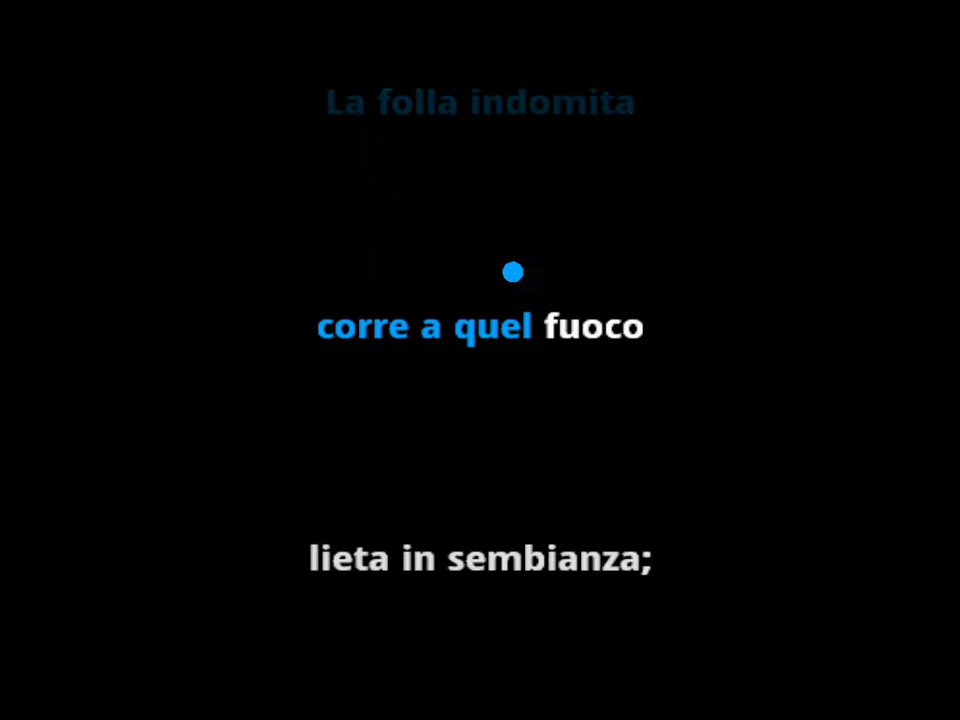 La folla indomita
corre a quel fuoco
lieta in sembianza;